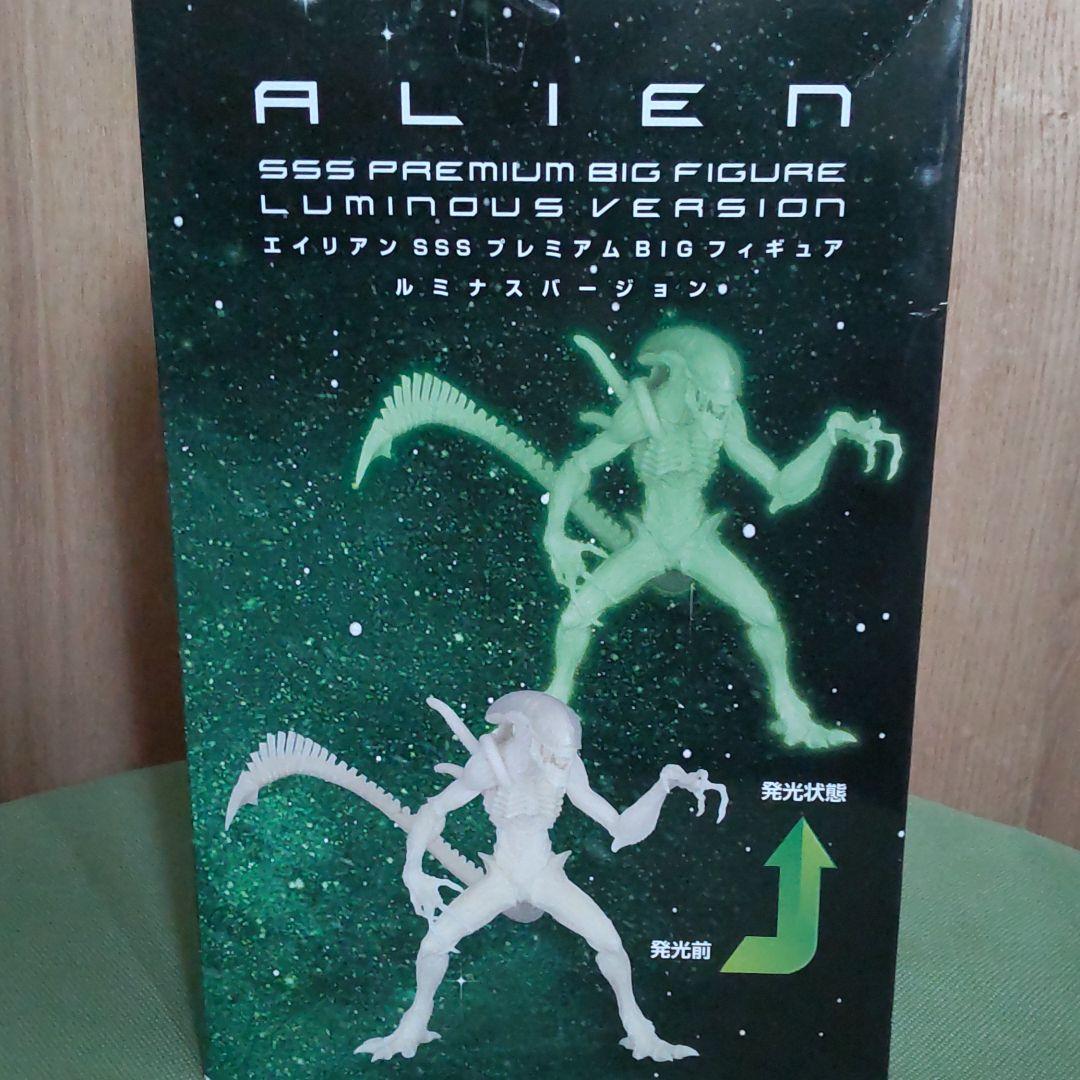 ALIEN
SSS PREMIUM BIG FIGURE
LUMINOUS VERSION
エイリアン SSS プレミアム BIG フィギュア
ルミナスバージョン
発光状態
発光前